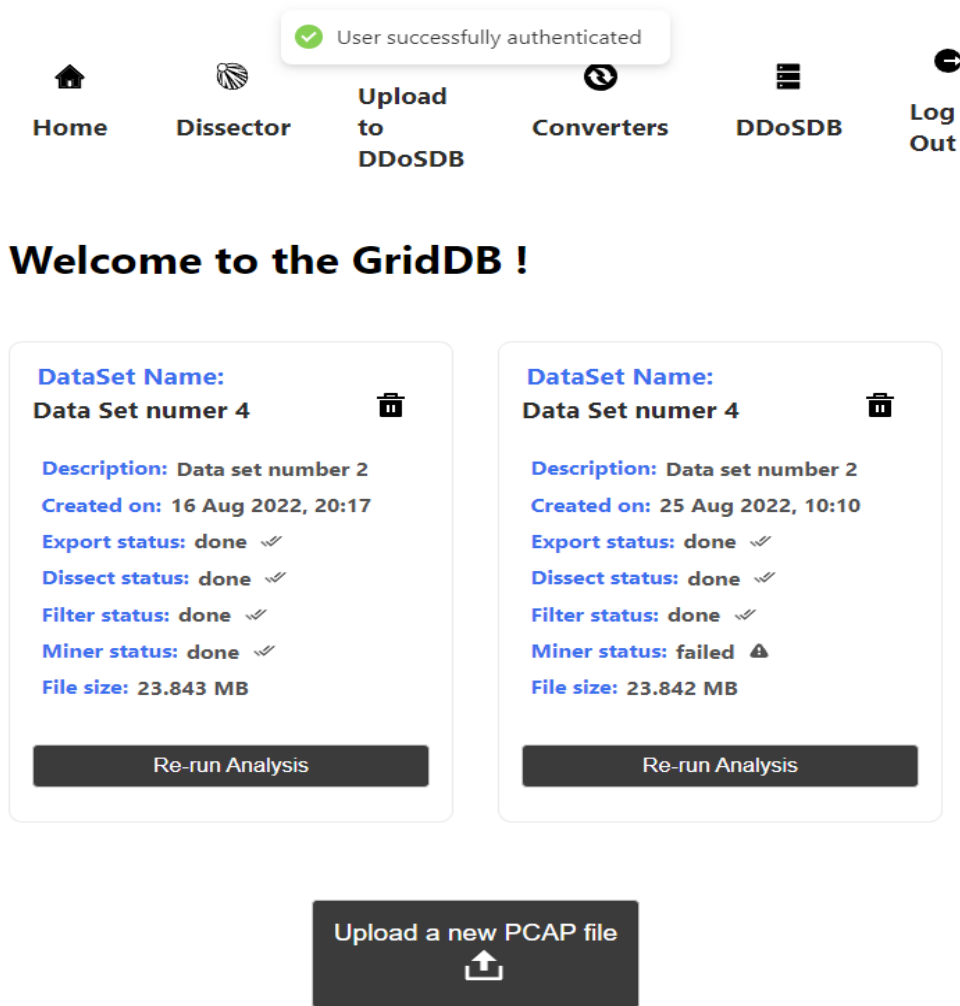 User successfully authenticated
Home
Dissector
Upload
to
DDoSDB
Converters
DDoSDB
Log
Out
Welcome to the GridDB !
DataSet Name:
Data Set numer 4
Description: Data set number 2
Created on: 16 Aug 2022, 20:17
Export status: done
Dissect status: done
Filter status: done
Miner status: done
File size: 23.843 MB
Re-run Analysis
DataSet Name:
Data Set numer 4
Description: Data set number 2
Created on: 25 Aug 2022, 10:10
Export status: done
Dissect status: done
Filter status: done
Miner status: failed
File size: 23.842 MB
Re-run Analysis
Upload a new PCAP file